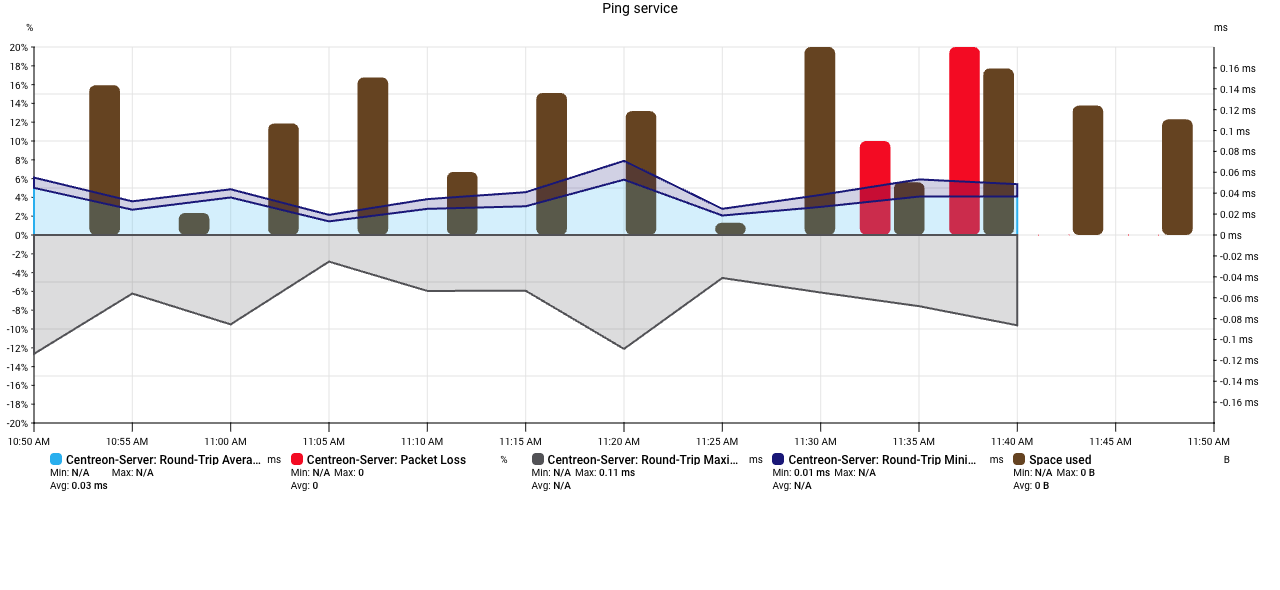 Ping service
% ms
20%
18%
16%
14%
12%
10%
8%
6%
4%
2%
0%
-2%
-4%
-6%
-8%
-10%
-12%
-14%
-16%
-18%
-20%
0.16 ms
0.14 ms
0.12 ms
0.1 ms
0.08 ms
0.06 ms
0.04 ms
0.02 ms
0 ms
-0.02 ms
-0.04 ms
-0.06 ms
-0.08 ms
-0.1 ms
-0.12 ms
-0.14 ms
-0.16 ms
10:50 AM 10:55 AM 11:00 AM 11:05 AM 11:10 AM 11:15 AM 11:20 AM 11:25 AM 11:30 AM 11:35 AM 11:40 AM 11:45 AM 11:50 AM
Centreon-Server: Round-Trip Avera... ms
Min: N/A Max: N/A
Avg: 0.03 ms
Centreon-Server: Packet Loss %
Min: N/A Max: 0
Avg: 0
Centreon-Server: Round-Trip Maxi... ms
Min: N/A Max: 0.11 ms
Avg: N/A
Centreon-Server: Round-Trip Mini... ms
Min: 0.01 ms Max: N/A
Avg: N/A
Space used B
Min: N/A Max: 0 B
Avg: 0 B